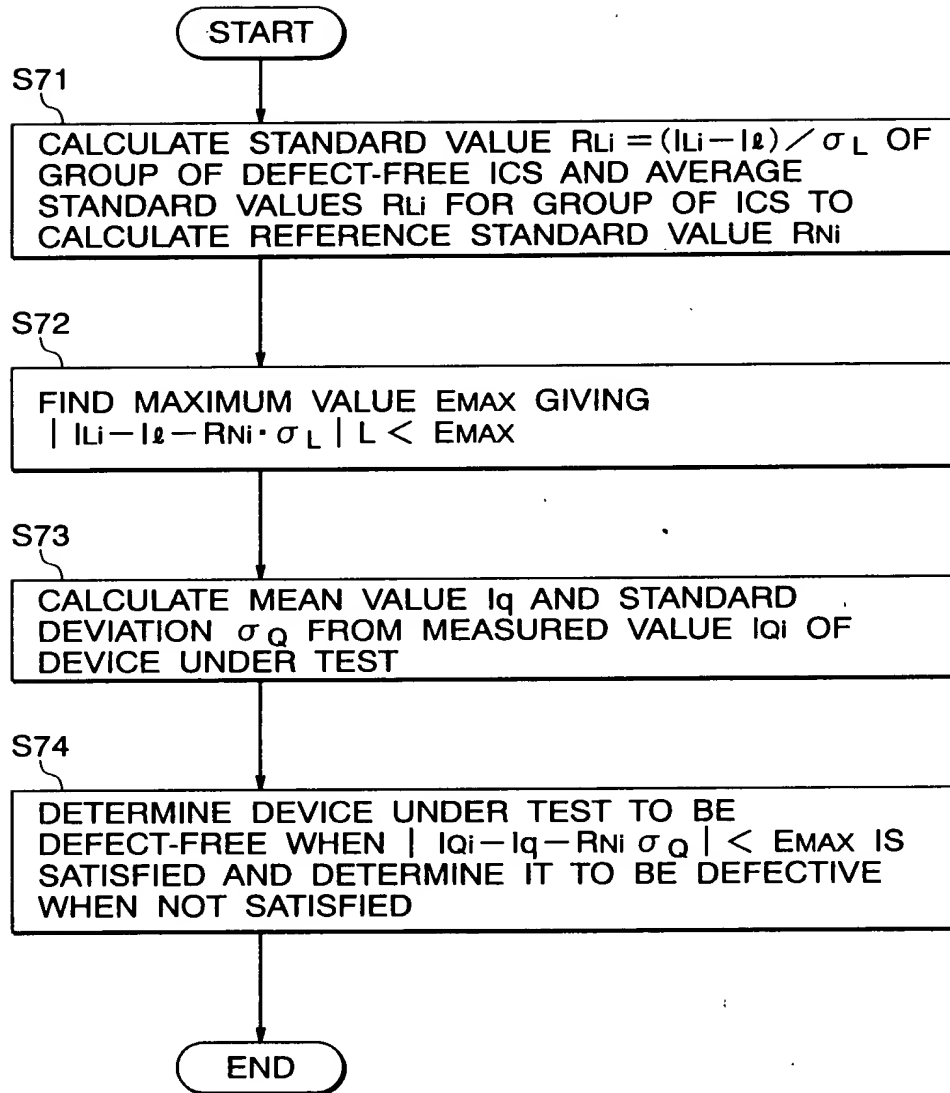 START
S71
CALCULATE STANDARD VALUE RLi=(ILi−Iℓ)/σL OF
GROUP OF DEFECT-FREE ICS AND AVERAGE
STANDARD VALUES RLi FOR GROUP OF ICS TO
CALCULATE REFERENCE STANDARD VALUE RNi
S72
FIND MAXIMUM VALUE EMAX GIVING
| ILi−Iℓ−RNi·σL | L < EMAX
S73
CALCULATE MEAN VALUE Iq AND STANDARD
DEVIATION σQ FROM MEASURED VALUE IQi OF
DEVICE UNDER TEST
S74
DETERMINE DEVICE UNDER TEST TO BE
DEFECT-FREE WHEN | IQi−Iq−RNi σQ | < EMAX IS
SATISFIED AND DETERMINE IT TO BE DEFECTIVE
WHEN NOT SATISFIED
END